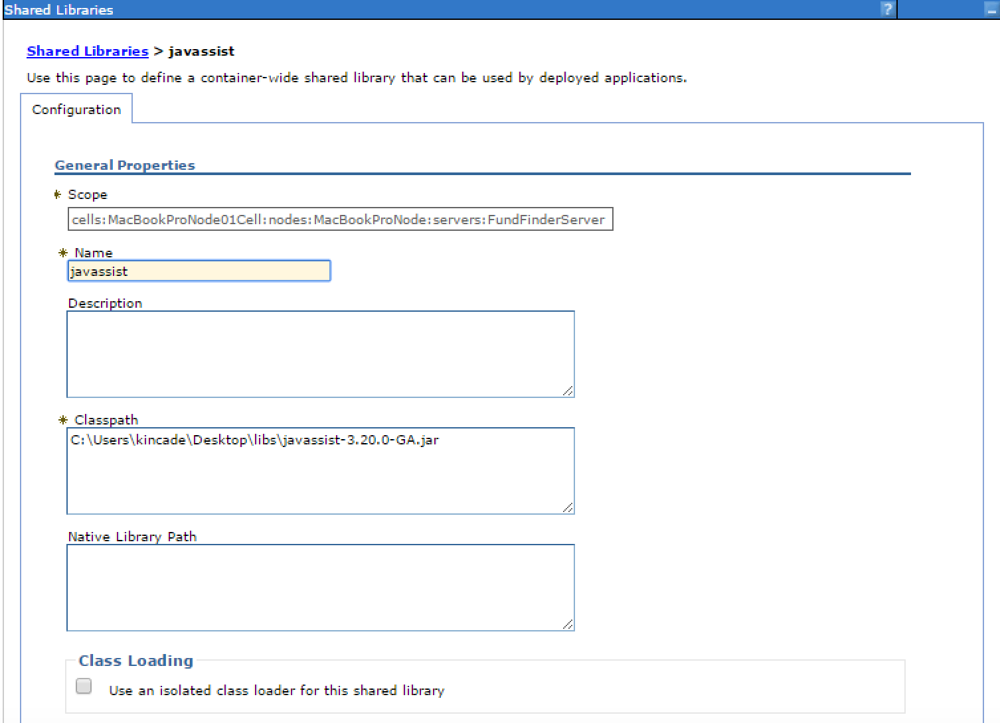 Shared Libraries
?
Shared Libraries > javassist
Use this page to define a container-wide shared library that can be used by deployed applications.
Configuration
General Properties
* Scope
cells:MacBookProNode01Cell:nodes:MacBookProNode:servers:FundFinderServer
* Name
javassist
Description
* Classpath
C:\Users\kincade\Desktop\libs\javassist-3.20.0-GA.jar
Native Library Path
Class Loading
Use an isolated class loader for this shared library